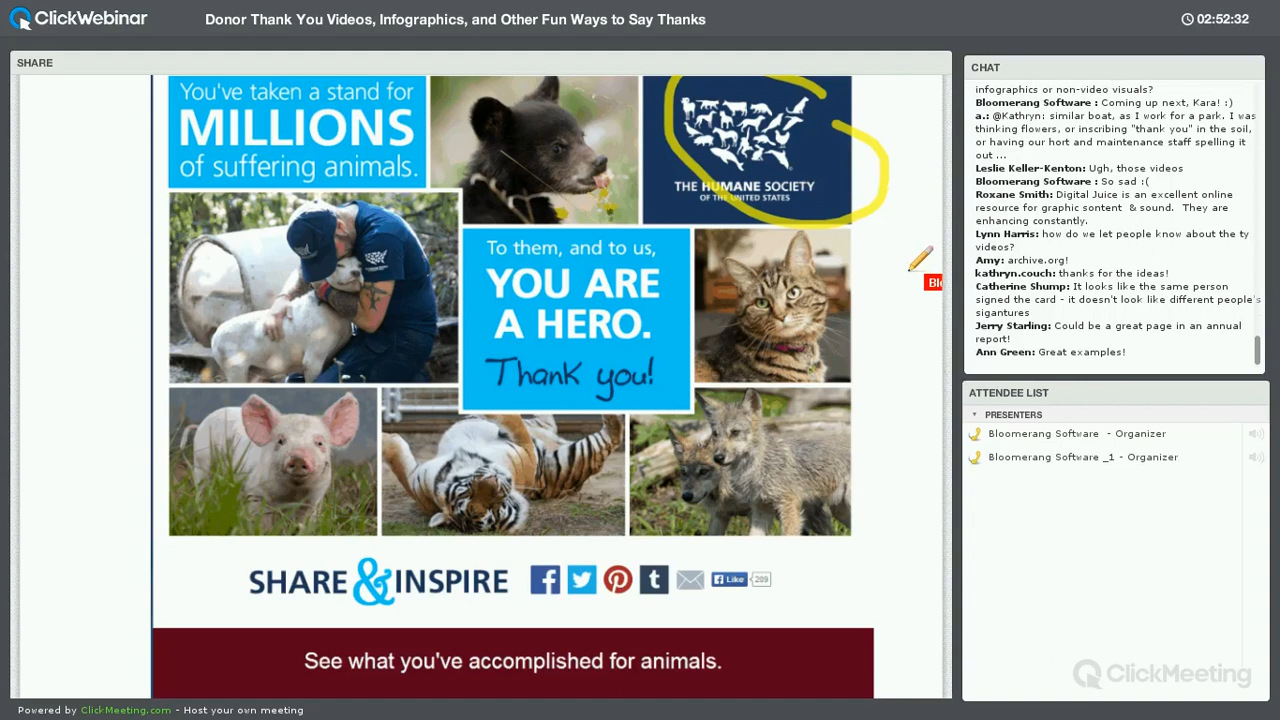 ClickWebinar
Donor Thank You Videos, Infographics, and Other Fun Ways to Say Thanks
02:52:32
SHARE
You've taken a stand for
MILLIONS
of suffering animals.
THE HUMANE SOCIETY
OF THE UNITED STATES
To them, and to us,
YOU ARE
A HERO.
Thank you!
SHARE & INSPIRE
Like 209
See what you've accomplished for animals.
CHAT
infographics or non-video visuals?
Bloomerang Software : Coming up next, Kara! :)
a.: @Kathryn: similar boat, as I work for a park. I was
thinking flowers, or inscribing "thank you" in the soil,
or having our hort and maintenance staff spelling it
out ...
Leslie Keller-Kenton: Ugh, those videos
Bloomerang Software : So sad :(
Roxane Smith: Digital Juice is an excellent online
resource for graphic sontent & sound. They are
enhancing constantly.
Lynn Harris: how do we let people know about the ty
videos?
Amy: archive.org!
kathryn.couch: thanks for the ideas!
Catherine Shump: It looks like the same person
signed the card - it doesn't look like different people's
sigantures
Jerry Starling: Could be a great page in an annual
report!
Ann Green: Great examples!
Blo
ATTENDEE LIST
PRESENTERS
Bloomerang Software - Organizer
Bloomerang Software _1 - Organizer
ClickMeeting
Powered by ClickMeeting.com - Host your own meeting